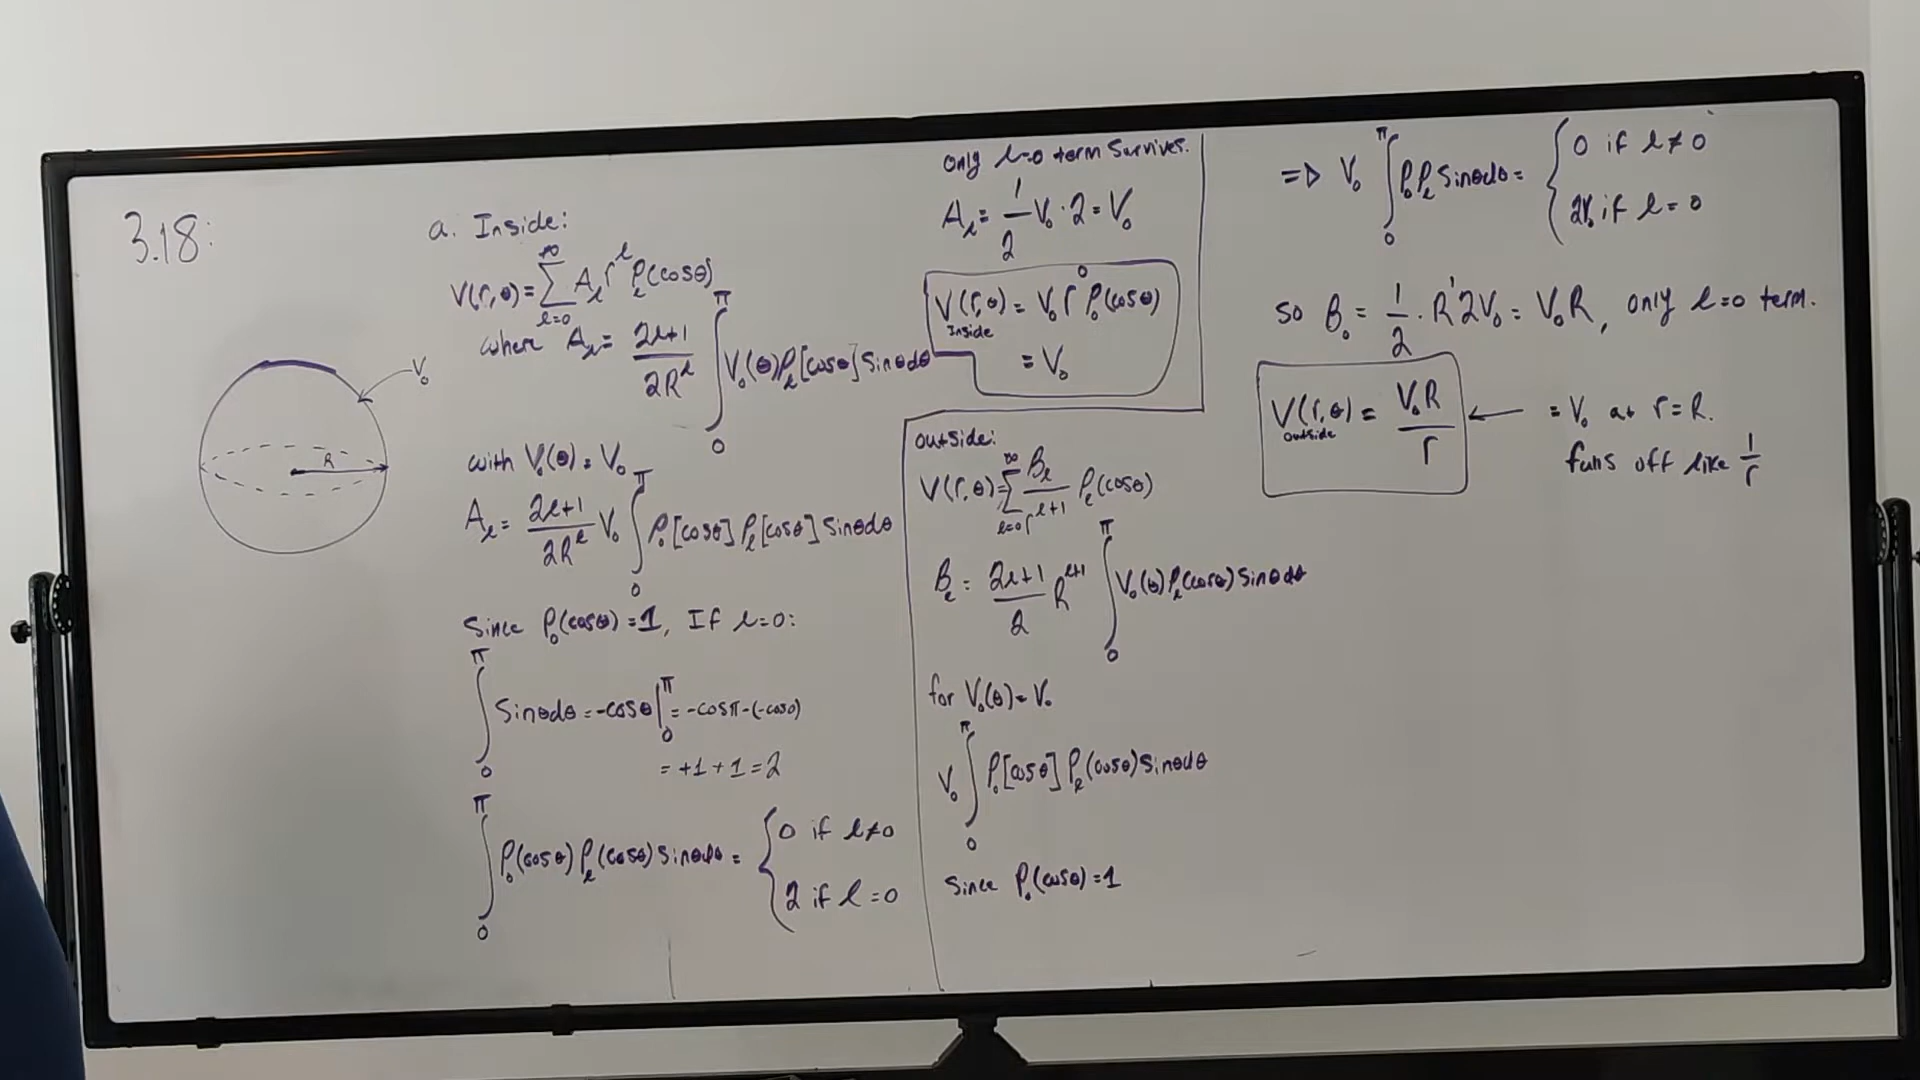 3.18:
V₀
R
a. Inside:
V(r,θ) = ∑_{l=0}^{∞} A_l r^l P_l(cosθ)
where A_l = (2l+1)/(2R^l) ∫_0^π V₀(θ) P_l[cosθ] sinθdθ
with V₀(θ) = V₀
A_l = (2l+1)/(2R^l) V₀ ∫_0^π P₀[cosθ] P_l[cosθ] sinθdθ
Since P₀(cosθ) = 1, If l=0:
∫_0^π sinθdθ = -cosθ|_0^π = -cosπ-(-cos0)
= +1+1 = 2
∫_0^π P₀(cosθ) P_l(cosθ) sinθdθ = { 0 if l≠0
2 if l=0
only l=0 term survives.
A_l = 1/2 V₀ · 2 = V₀
V(r,θ) = V₀ r^0 P₀(cosθ)
Inside
= V₀
outside:
V(r,θ) = ∑_{l=0}^{∞} B_l/r^{l+1} P_l(cosθ)
B_l = (2l+1)/2 R^{l+1} ∫_0^π V₀(θ) P_l(cosθ) sinθdθ
for V₀(θ) = V₀
V₀ ∫_0^π P₀[cosθ] P_l(cosθ) sinθdθ
since P₀(cosθ) = 1
=> V₀ ∫_0^π P₀ P_l sinθdθ = { 0 if l≠0
2V₀ if l=0
so B₀ = 1/2 · R^1 2V₀ = V₀R, only l=0 term.
V(r,θ) = V₀R/r ← = V₀ at r=R.
outside
falls off like 1/r